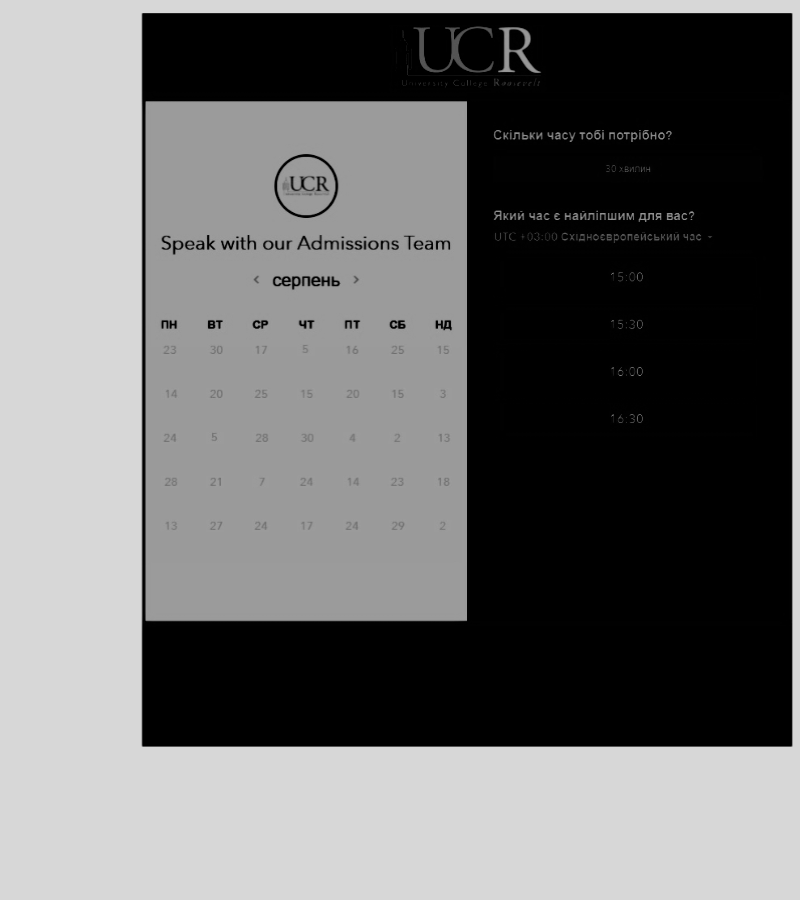 UCR
University College Roosevelt
UCR
Speak with our Admissions Team
< серпень >
ПН ВТ СР ЧТ ПТ СБ НД
23 30 17 5 16 25 15
14 20 25 15 20 15 3
24 5 28 30 4 2 13
28 21 7 24 14 23 18
13 27 24 17 24 29 2
Скільки часу тобі потрібно?
30 хвилин
Який час є найліпшим для вас?
UTC +03:00 Східноєвропейський час
15:00
15:30
16:00
16:30